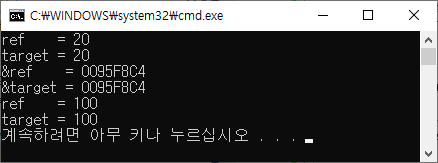 C:₩WINDOWS₩system32₩cmd.exe
ref    = 20
target = 20
&ref    = 0095F8C4
&target = 0095F8C4
ref    = 100
target = 100
계속하려면 아무 키나 누르십시오 . . .